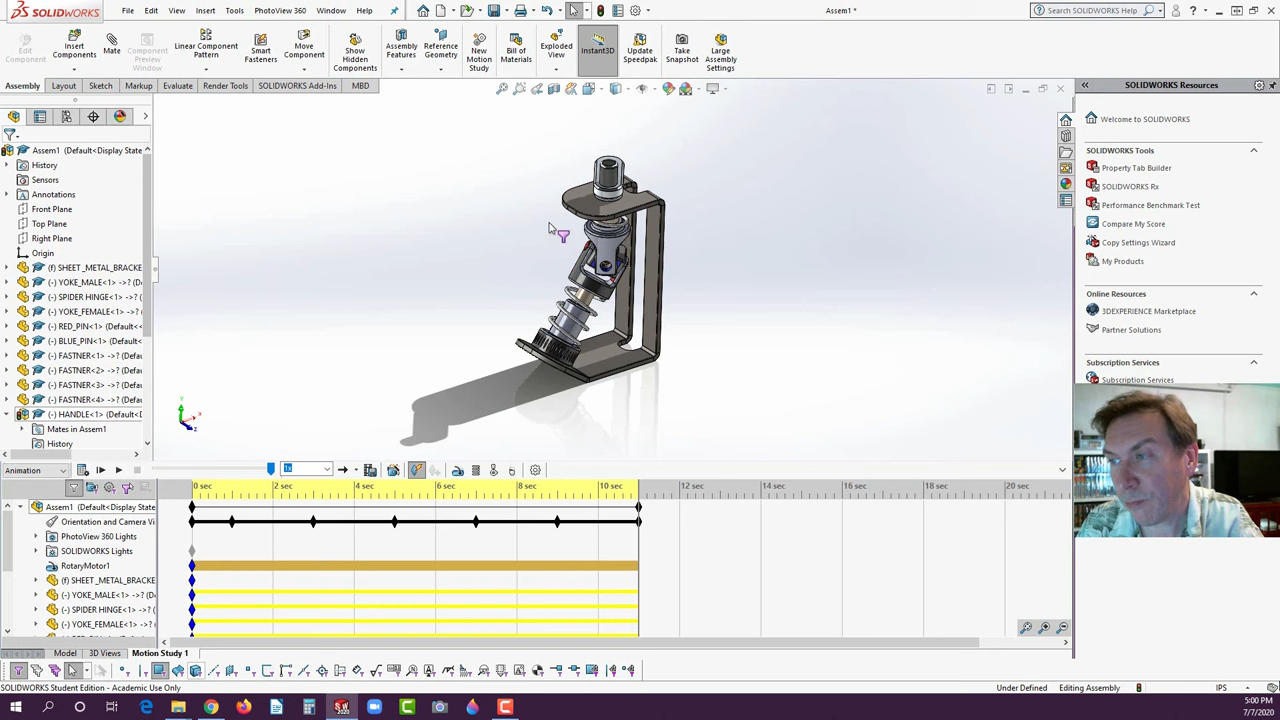 SOLIDWORKS File Edit View Insert Tools PhotoView 360 Window Help Assem1 * Search SOLIDWORKS Help
Edit Component
Insert Components
Mate
Component Preview Window
Linear Component Pattern
Smart Fasteners
Move Component
Show Hidden Components
Assembly Features
Reference Geometry
New Motion Study
Bill of Materials
Exploded View
Instant3D
Update Speedpak
Take Snapshot
Large Assembly Settings
Assembly Layout Sketch Markup Evaluate Render Tools SOLIDWORKS Add-Ins MBD
SOLIDWORKS Resources
Welcome to SOLIDWORKS
SOLIDWORKS Tools
Property Tab Builder
SOLIDWORKS Rx
Performance Benchmark Test
Compare My Score
Copy Settings Wizard
My Products
Online Resources
3DEXPERIENCE Marketplace
Partner Solutions
Subscription Services
Subscription Services
Assem1 (Default<Display State
History
Sensors
Annotations
Front Plane
Top Plane
Right Plane
Origin
(f) SHEET_METAL_BRACKE
(-) YOKE_MALE<1> ->? (
(-) SPIDER HINGE<1> ->?
(-) YOKE_FEMALE<1> ->?
(-) RED_PIN<1> (Default<
(-) BLUE_PIN<1> (Defaul
(-) FASTNER<1> ->? (Defa
(-) FASTNER<2> ->? (Defa
(-) FASTNER<3> ->? (Defa
(-) FASTNER<4> ->? (Defa
(-) HANDLE<1> (Default<D
Mates in Assem1
History
Animation 1x
0 sec 2 sec 4 sec 6 sec 8 sec 10 sec 12 sec 14 sec 16 sec 18 sec 20 sec
Assem1 (Default<Display State
Orientation and Camera Vi
PhotoView 360 Lights
SOLIDWORKS Lights
RotaryMotor1
(f) SHEET_METAL_BRACKE
(-) YOKE_MALE<1> ->? (
(-) SPIDER HINGE<1> ->?
(-) YOKE_FEMALE<1> ->?
Model 3D Views Motion Study 1
SOLIDWORKS Student Edition - Academic Use Only Under Defined Editing Assembly IPS
5:00 PM
7/7/2020